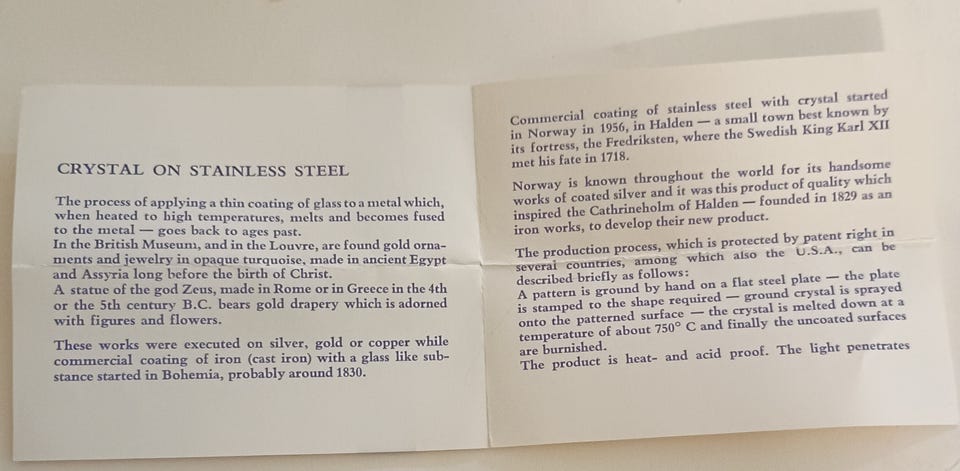 CRYSTAL ON STAINLESS STEEL
The process of applying a thin coating of glass to a metal which,
when heated to high temperatures, melts and becomes fused
to the metal — goes back to ages past.
In the British Museum, and in the Louvre, are found gold orna-
ments and jewelry in opaque turquoise, made in ancient Egypt
and Assyria long before the birth of Christ.
A statue of the god Zeus, made in Rome or in Greece in the 4th
or the 5th century B.C. bears gold drapery which is adorned
with figures and flowers.
These works were executed on silver, gold or copper while
commercial coating of iron (cast iron) with a glass like sub-
stance started in Bohemia, probably around 1830.
Commercial coating of stainless steel with crystal started
in Norway in 1956, in Halden — a small town best known by
its fortress, the Fredriksten, where the Swedish King Karl XII
met his fate in 1718.
Norway is known throughout the world for its handsome
works of coated silver and it was this product of quality which
inspired the Cathrineholm of Halden — founded in 1829 as an
iron works, to develop their new product.
The production process, which is protected by patent right in
several countries, among which also the U.S.A., can be
described briefly as follows:
A pattern is ground by hand on a flat steel plate — the plate
is stamped to the shape required — ground crystal is sprayed
onto the patterned surface — the crystal is melted down at a
temperature of about 750° C and finally the uncoated surfaces
are burnished.
The product is heat- and acid proof. The light penetrates